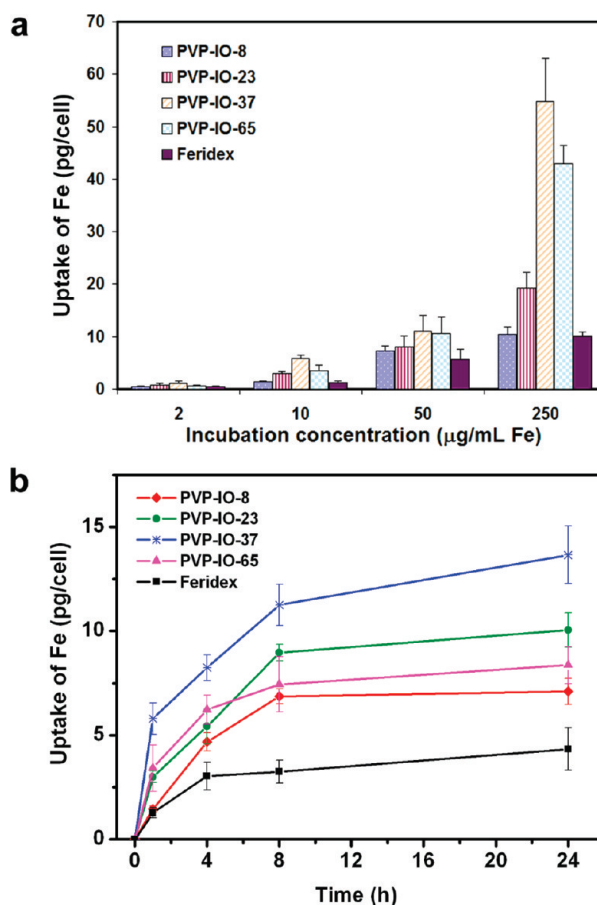 a
70
60
50
40
30
20
10
0
Uptake of Fe (pg/cell)
PVP-IO-8
PVP-IO-23
PVP-IO-37
PVP-IO-65
Feridex
2 10 50 250
Incubation concentration (μg/mL Fe)
b
15
10
5
0
Uptake of Fe (pg/cell)
PVP-IO-8
PVP-IO-23
PVP-IO-37
PVP-IO-65
Feridex
0 4 8 12 16 20 24
Time (h)